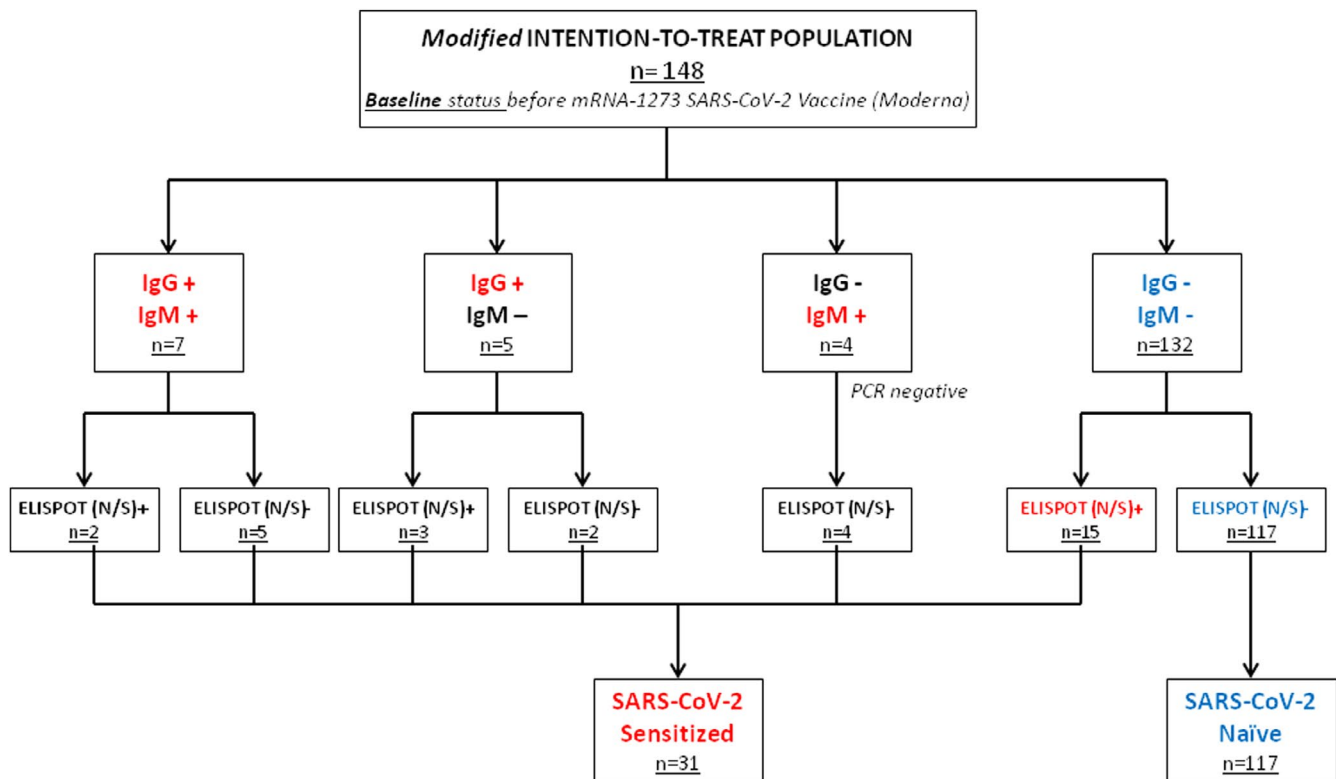 Modified INTENTION-TO-TREAT POPULATION
n= 148
Baseline status before mRNA-1273 SARS-CoV-2 Vaccine (Moderna)
IgG +
IgM +
n=7
IgG +
IgM –
n=5
IgG -
IgM +
n=4
IgG -
IgM -
n=132
PCR negative
ELISPOT (N/S)+
n=2
ELISPOT (N/S)-
n=5
ELISPOT (N/S)+
n=3
ELISPOT (N/S)-
n=2
ELISPOT (N/S)-
n=4
ELISPOT (N/S)+
n=15
ELISPOT (N/S)-
n=117
SARS-CoV-2
Sensitized
n=31
SARS-CoV-2
Naïve
n=117